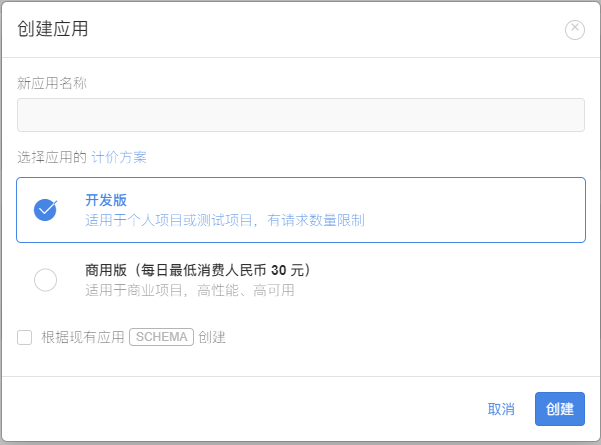 创建应用
新应用名称
选择应用的 计价方案
开发版
适用于个人项目或测试项目，有请求数量限制
商用版（每日最低消费人民币 30 元）
适用于商业项目，高性能、高可用
根据现有应用 SCHEMA 创建
取消 创建